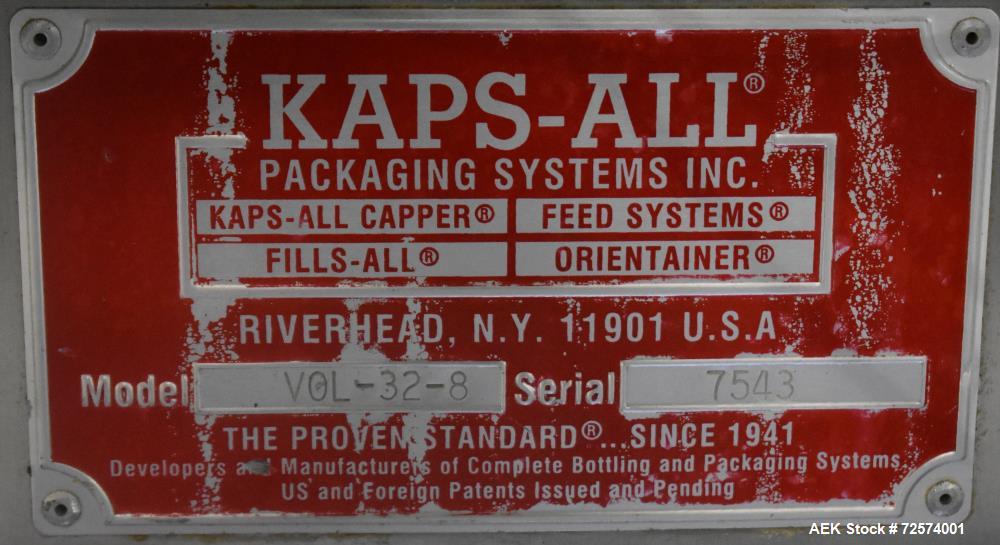 KAPS-ALL®
PACKAGING SYSTEMS INC.
KAPS-ALL CAPPER® FEED SYSTEMS®
FILLS-ALL® ORIENTAINER®
RIVERHEAD, N.Y. 11901 U.S.A
Model VOL-32-8 Serial 7543
THE PROVEN STANDARD®...SINCE 1941
Developers and Manufacturers of Complete Bottling and Packaging Systems
US and Foreign Patents Issued and Pending
AEK Stock # 72574001